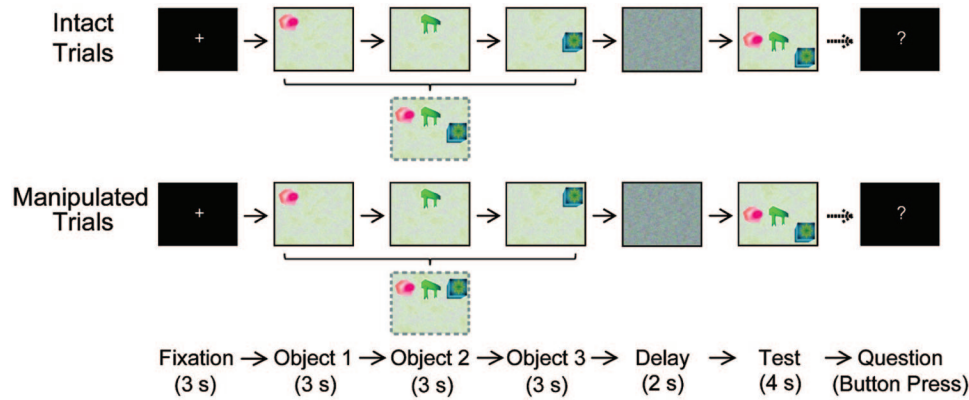 Intact
Trials
+
?
Manipulated
Trials
+
?
Fixation Object 1 Object 2 Object 3 Delay Test Question
(3 s) (3 s) (3 s) (3 s) (2 s) (4 s) (Button Press)